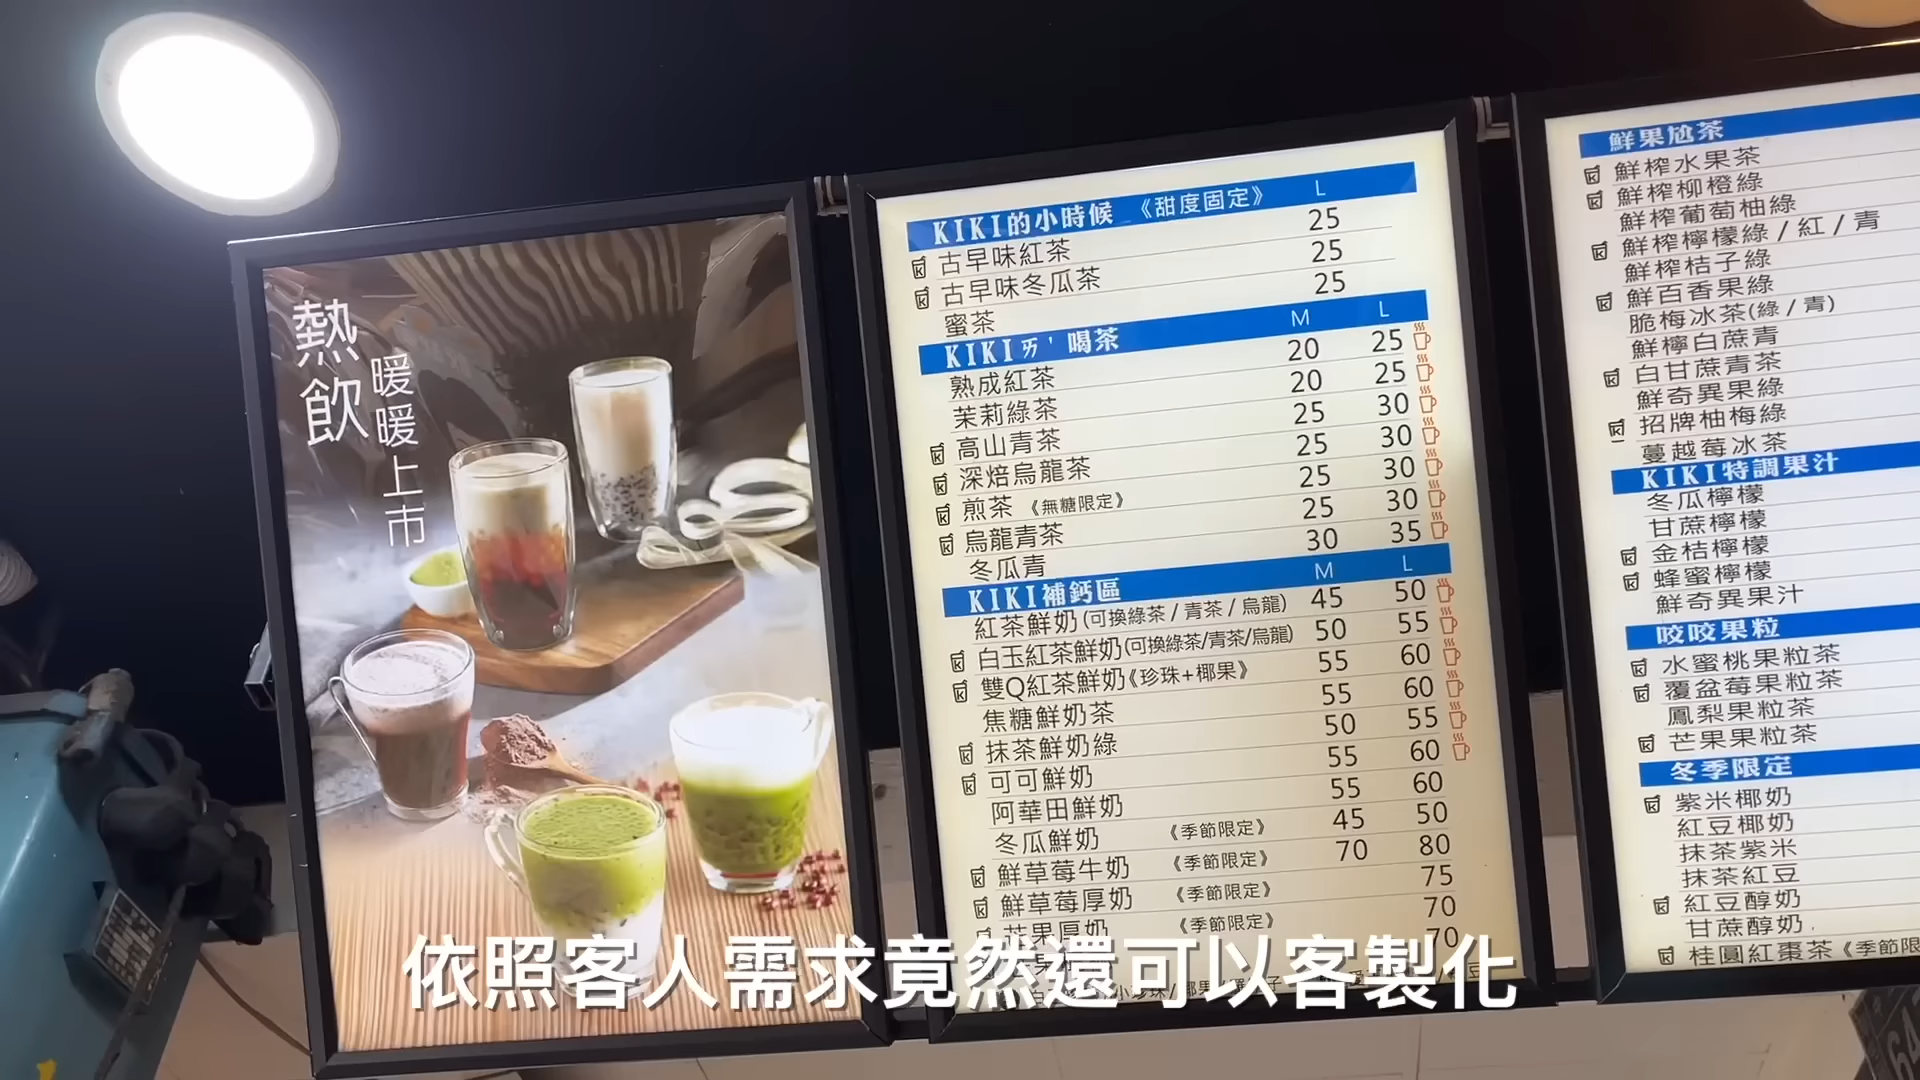 熱飲
暖暖上市
KIKI的小時候 《甜度固定》 L
古早味紅茶 25
古早味冬瓜茶 25
蜜茶 25
KIKIㄞˋ喝茶 M L
熟成紅茶 20 25
茉莉綠茶 20 25
高山青茶 25 30
深焙烏龍茶 25 30
煎茶 《無糖限定》 25 30
烏龍青茶 25 30
冬瓜青 30 35
KIKI補鈣區 M L
紅茶鮮奶(可換綠茶/青茶/烏龍) 45 50
白玉紅茶鮮奶(可換綠茶/青茶/烏龍) 50 55
雙Q紅茶鮮奶《珍珠+椰果》 55 60
焦糖鮮奶茶 55 60
抹茶鮮奶綠 50 55
可可鮮奶 55 60
阿華田鮮奶 55 60
冬瓜鮮奶 《季節限定》 45 50
鮮草莓牛奶 《季節限定》 70 80
鮮草莓厚奶 《季節限定》 75
芒果厚奶 《季節限定》 70
70
鮮果尬茶
鮮榨水果茶
鮮榨柳橙綠
鮮榨葡萄柚綠
鮮榨檸檬綠/紅/青
鮮榨桔子綠
鮮百香果綠
脆梅冰茶(綠/青)
鮮檸白蔗青
白甘蔗青茶
鮮奇異果綠
招牌柚梅綠
蔓越莓冰茶
KIKI特調果汁
冬瓜檸檬
甘蔗檸檬
金桔檸檬
蜂蜜檸檬
鮮奇異果汁
咬咬果粒
水蜜桃果粒茶
覆盆莓果粒茶
鳳梨果粒茶
芒果果粒茶
冬季限定
紫米椰奶
紅豆椰奶
抹茶紫米
抹茶紅豆
紅豆醇奶
甘蔗醇奶
桂圓紅棗茶《季節限
依照客人需求竟然還可以客製化